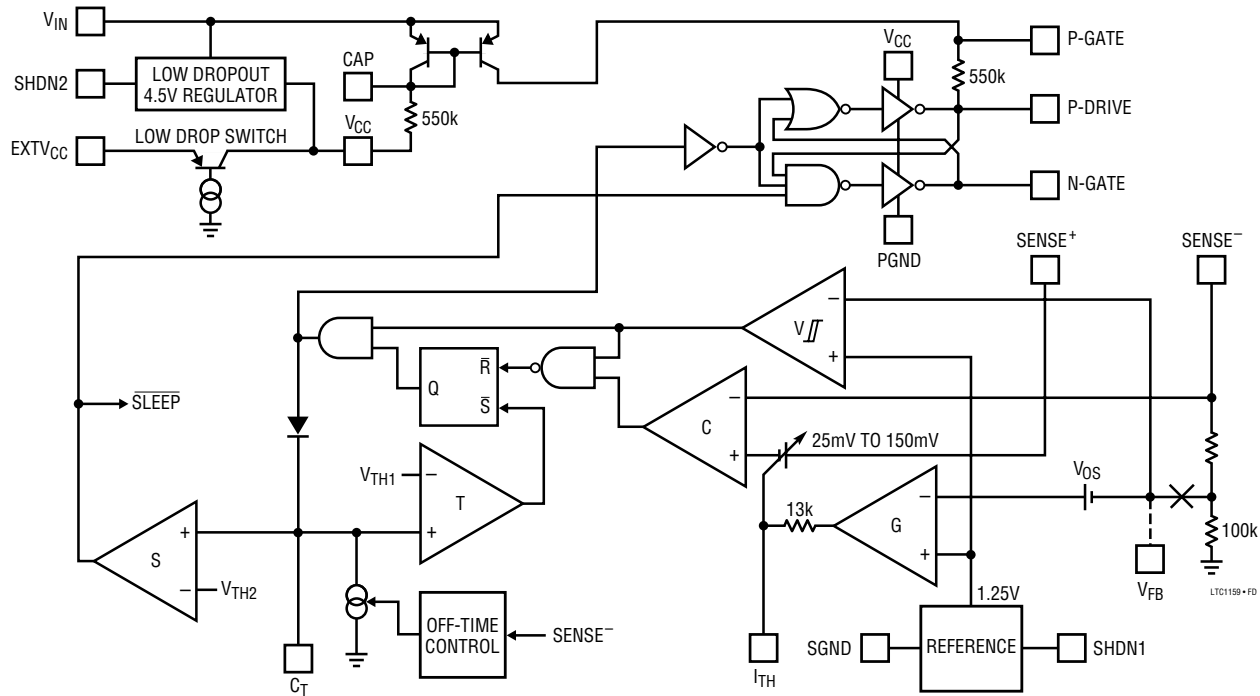 V_IN
P-GATE
V_CC
SHDN2
LOW DROPOUT
4.5V REGULATOR
CAP
550k
550k
P-DRIVE
EXTV_CC
LOW DROP SWITCH
V_CC
N-GATE
PGND
SENSE⁺
SENSE⁻
V
−
+
R̅
Q
S̅
SLEEP̅
C
−
+
25mV TO 150mV
V_TH1
−
T
+
V_OS
13k
G
−
+
100k
S
+
−
V_TH2
1.25V
V_FB
LTC1159 • FD
OFF-TIME
CONTROL
SENSE⁻
SGND
REFERENCE
SHDN1
C_T
I_TH